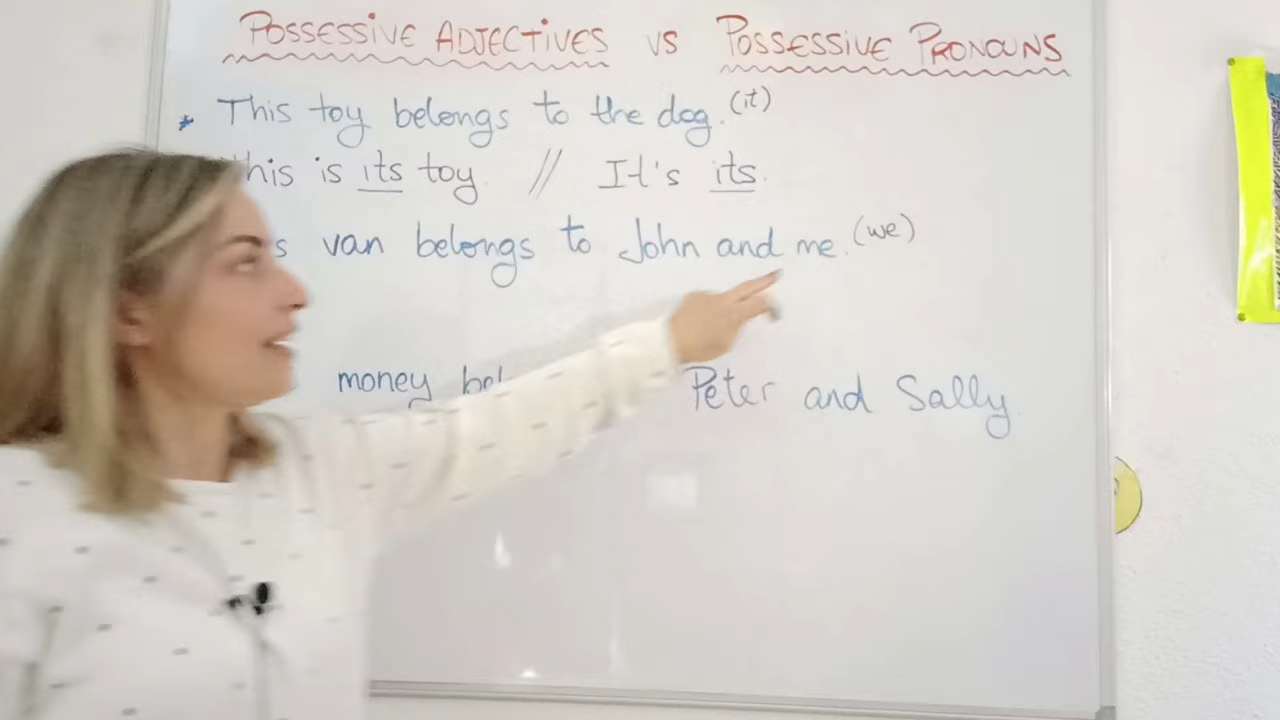 POSSESSIVE ADJECTIVES vs POSSESSIVE PRONOUNS
* This toy belongs to the dog. (it)
is its toy. // It's its.
van belongs to John and me. (we)
money Peter and Sally.